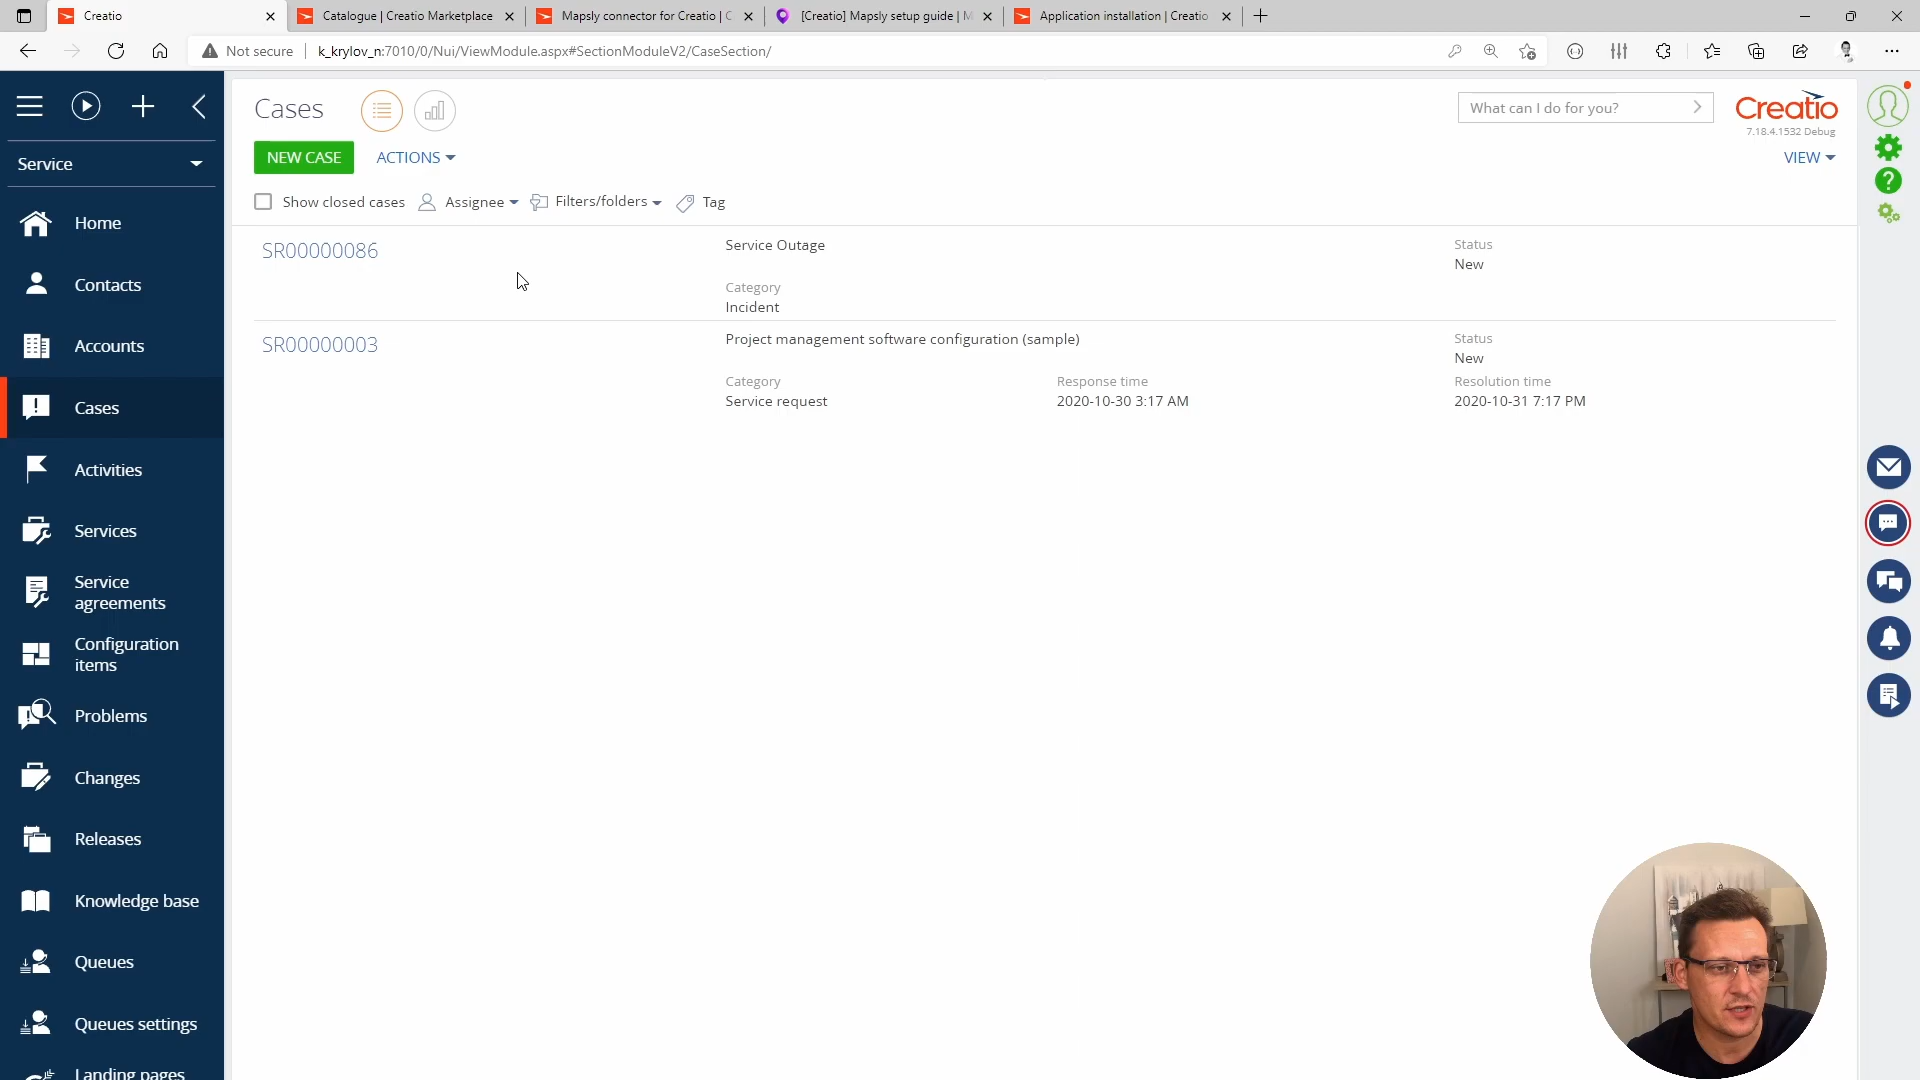 Creatio
Catalogue | Creatio Marketplace
Mapsly connector for Creatio | C
[Creatio] Mapsly setup guide | M
Application installation | Creatio
Not secure
k_krylov_n:7010/0/Nui/ViewModule.aspx#SectionModuleV2/CaseSection/
Service
Home
Contacts
Accounts
Cases
Activities
Services
Service
agreements
Configuration
items
Problems
Changes
Releases
Knowledge base
Queues
Queues settings
Landing pages
Cases
What can I do for you?
Creatio
7.18.4.1532 Debug
NEW CASE
ACTIONS
VIEW
Show closed cases
Assignee
Filters/folders
Tag
SR00000086
Service Outage
Status
New
Category
Incident
SR00000003
Project management software configuration (sample)
Status
New
Category
Response time
Resolution time
Service request
2020-10-30 3:17 AM
2020-10-31 7:17 PM